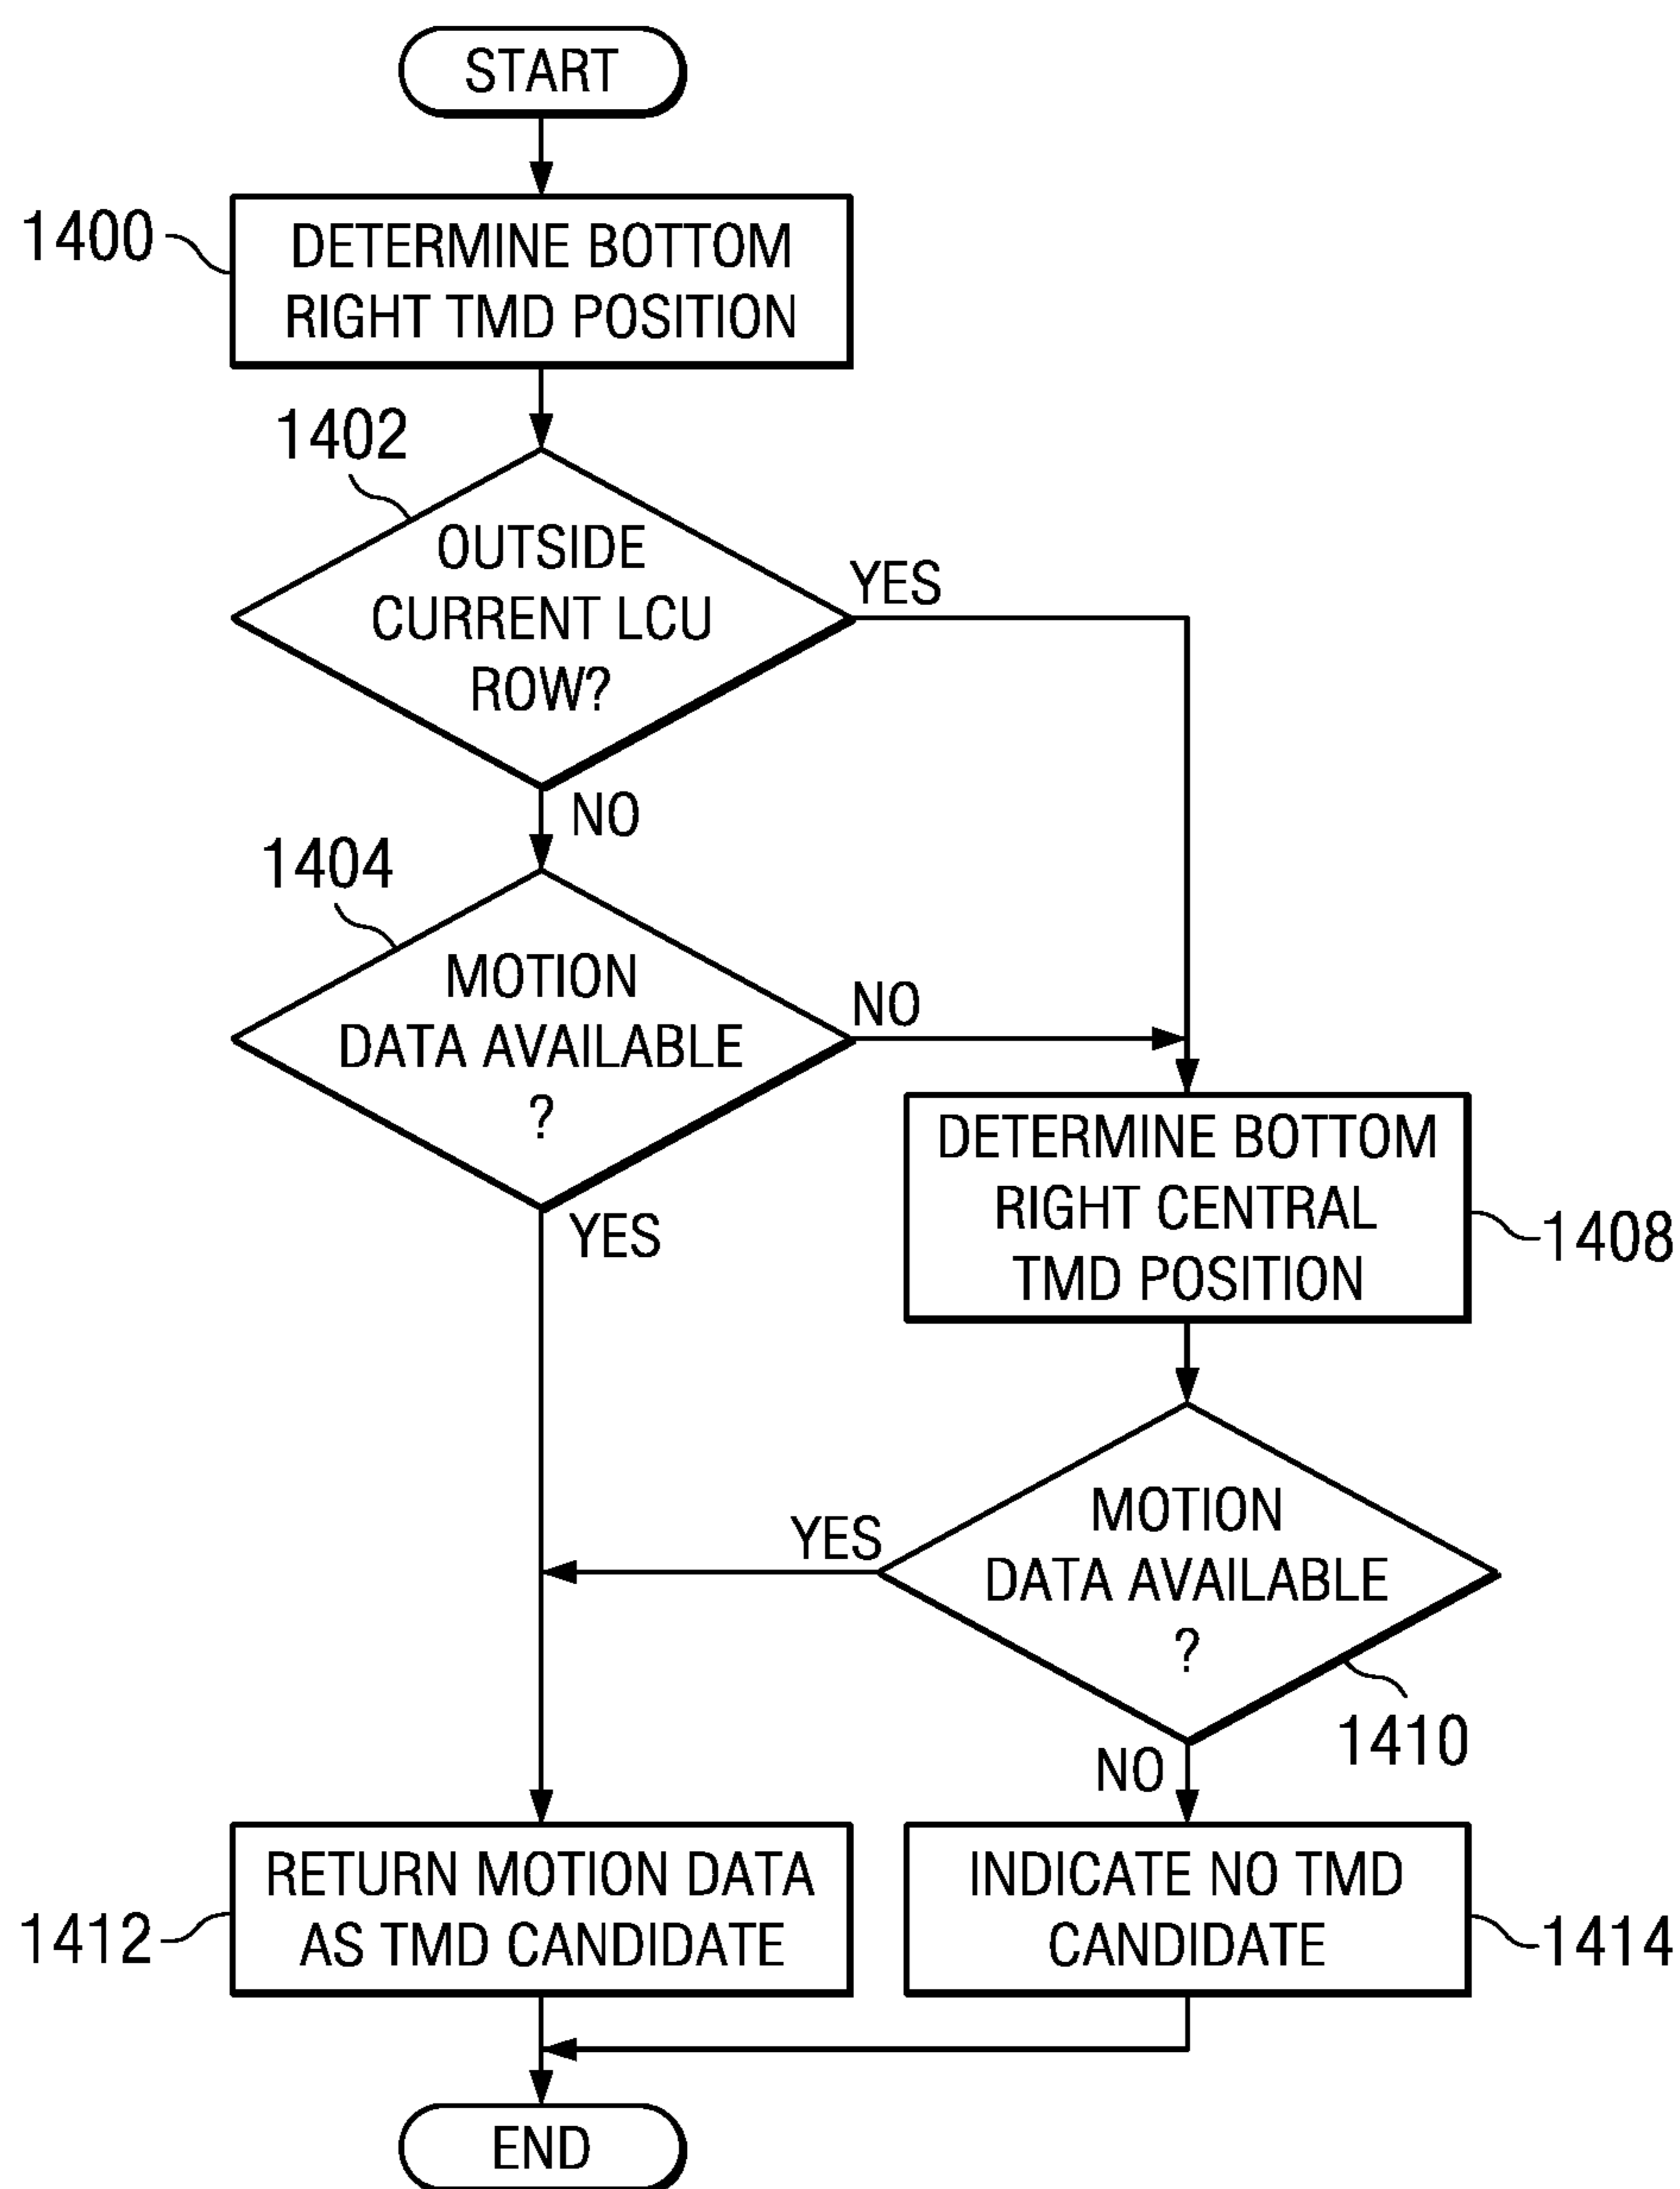 START
1400
DETERMINE BOTTOM
RIGHT TMD POSITION
1402
OUTSIDE
CURRENT LCU
ROW?
YES
NO
1404
MOTION
DATA AVAILABLE
?
NO
YES
DETERMINE BOTTOM
RIGHT CENTRAL
TMD POSITION
1408
MOTION
DATA AVAILABLE
?
YES
1410
NO
RETURN MOTION DATA
AS TMD CANDIDATE
1412
INDICATE NO TMD
CANDIDATE
1414
END